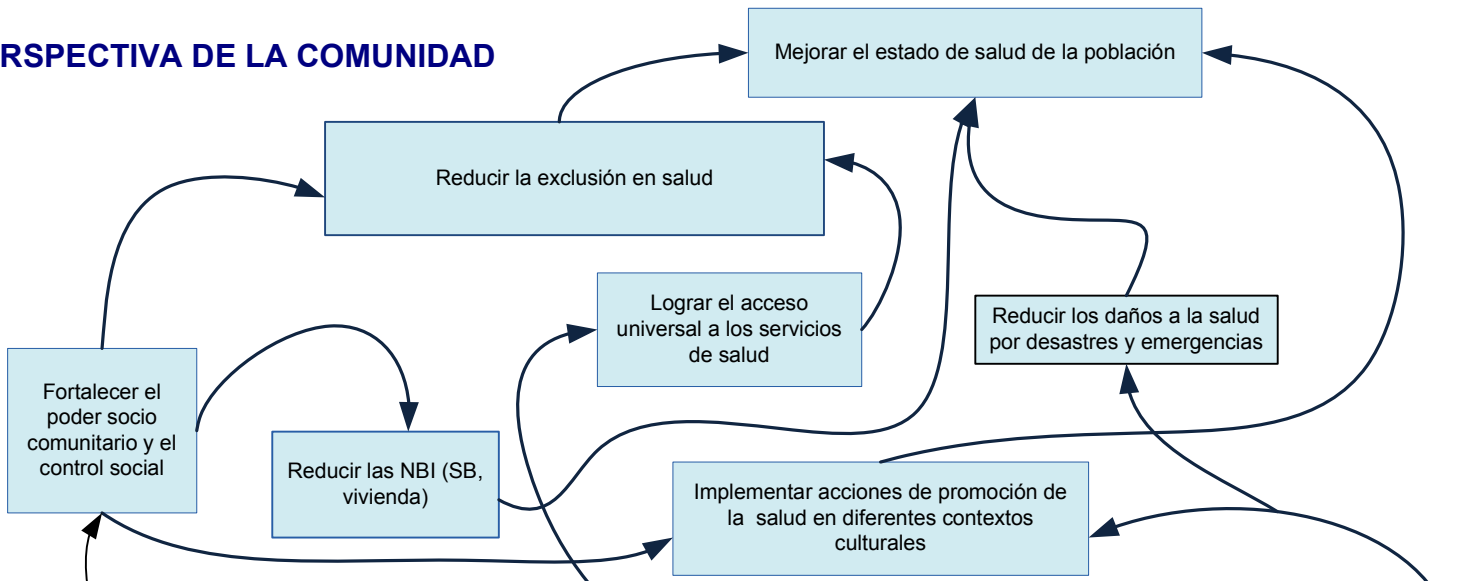 RSPECTIVA DE LA COMUNIDAD
Mejorar el estado de salud de la población
Reducir la exclusión en salud
Lograr el acceso
universal a los servicios
de salud
Reducir los daños a la salud
por desastres y emergencias
Fortalecer el
poder socio
comunitario y el
control social
Reducir las NBI (SB,
vivienda)
Implementar acciones de promoción de
la salud en diferentes contextos
culturales